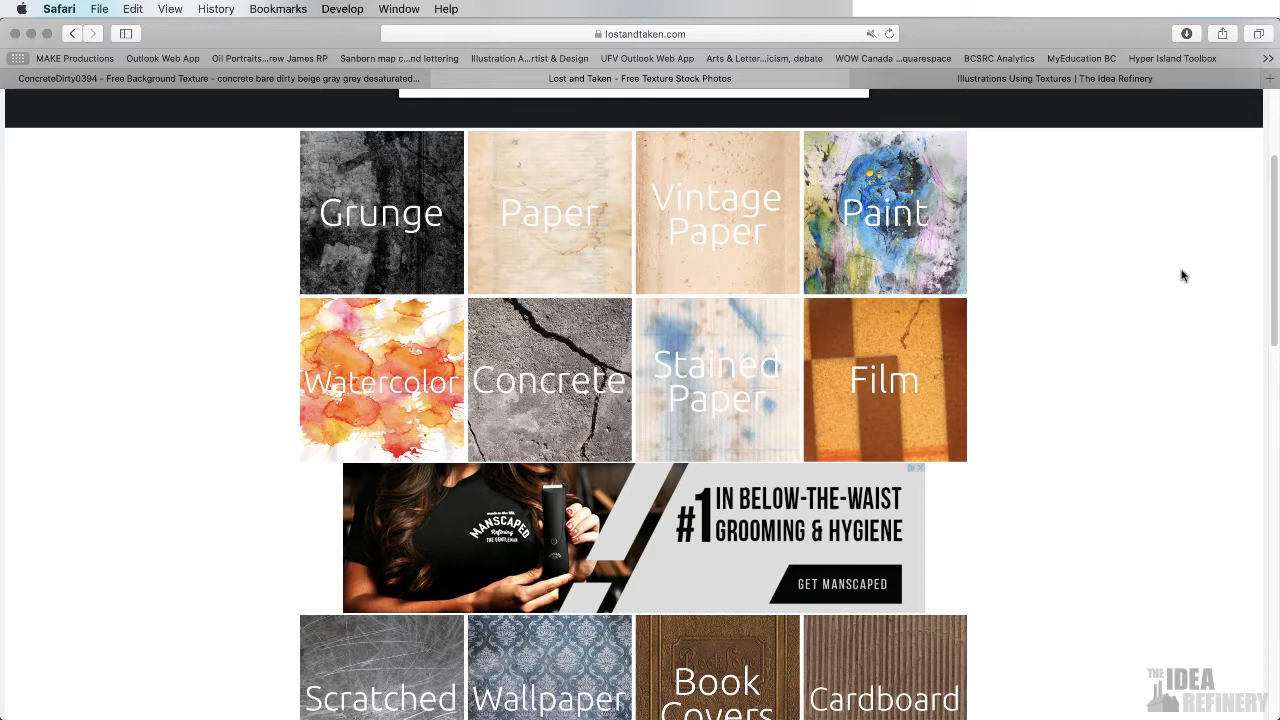 Safari File Edit View History Bookmarks Develop Window Help
lostandtaken.com
MAKE Productions Outlook Web App Oil Portraits...rew James RP Sanborn map c...nd lettering Illustration A...rtist & Design UFV Outlook Web App Arts & Letter...icism, debate WOW Canada ...quarespace BCSRC Analytics MyEducation BC Hyper Island Toolbox
ConcreteDirty0394 - Free Background Texture - concrete bare dirty beige gray grey desaturated... Lost and Taken - Free Texture Stock Photos Illustrations Using Textures | The Idea Refinery
Grunge
Paper
Vintage
Paper
Paint
Watercolor
Concrete
Stained
Paper
Film
MANSCAPED
Refining
THE GENTLEMAN
#1 IN BELOW-THE-WAIST
GROOMING & HYGIENE
GET MANSCAPED
Scratched
Wallpaper
Book
Covers
Cardboard
THE IDEA
REFINERY